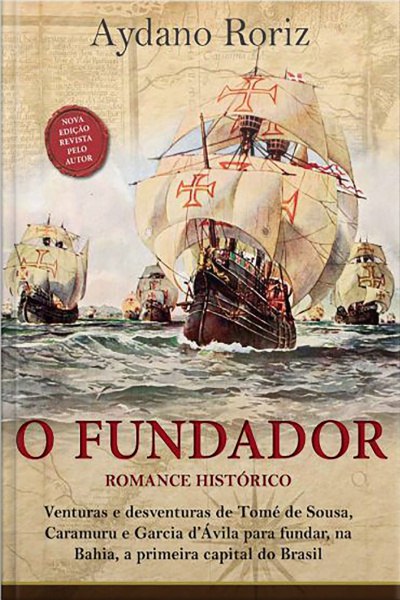 Aydano Roriz
NOVA
EDIÇÃO
REVISTA
PELO
AUTOR
O FUNDADOR
ROMANCE HISTÓRICO
Venturas e desventuras de Tomé de Sousa,
Caramuru e Garcia d'Ávila para fundar, na
Bahia, a primeira capital do Brasil